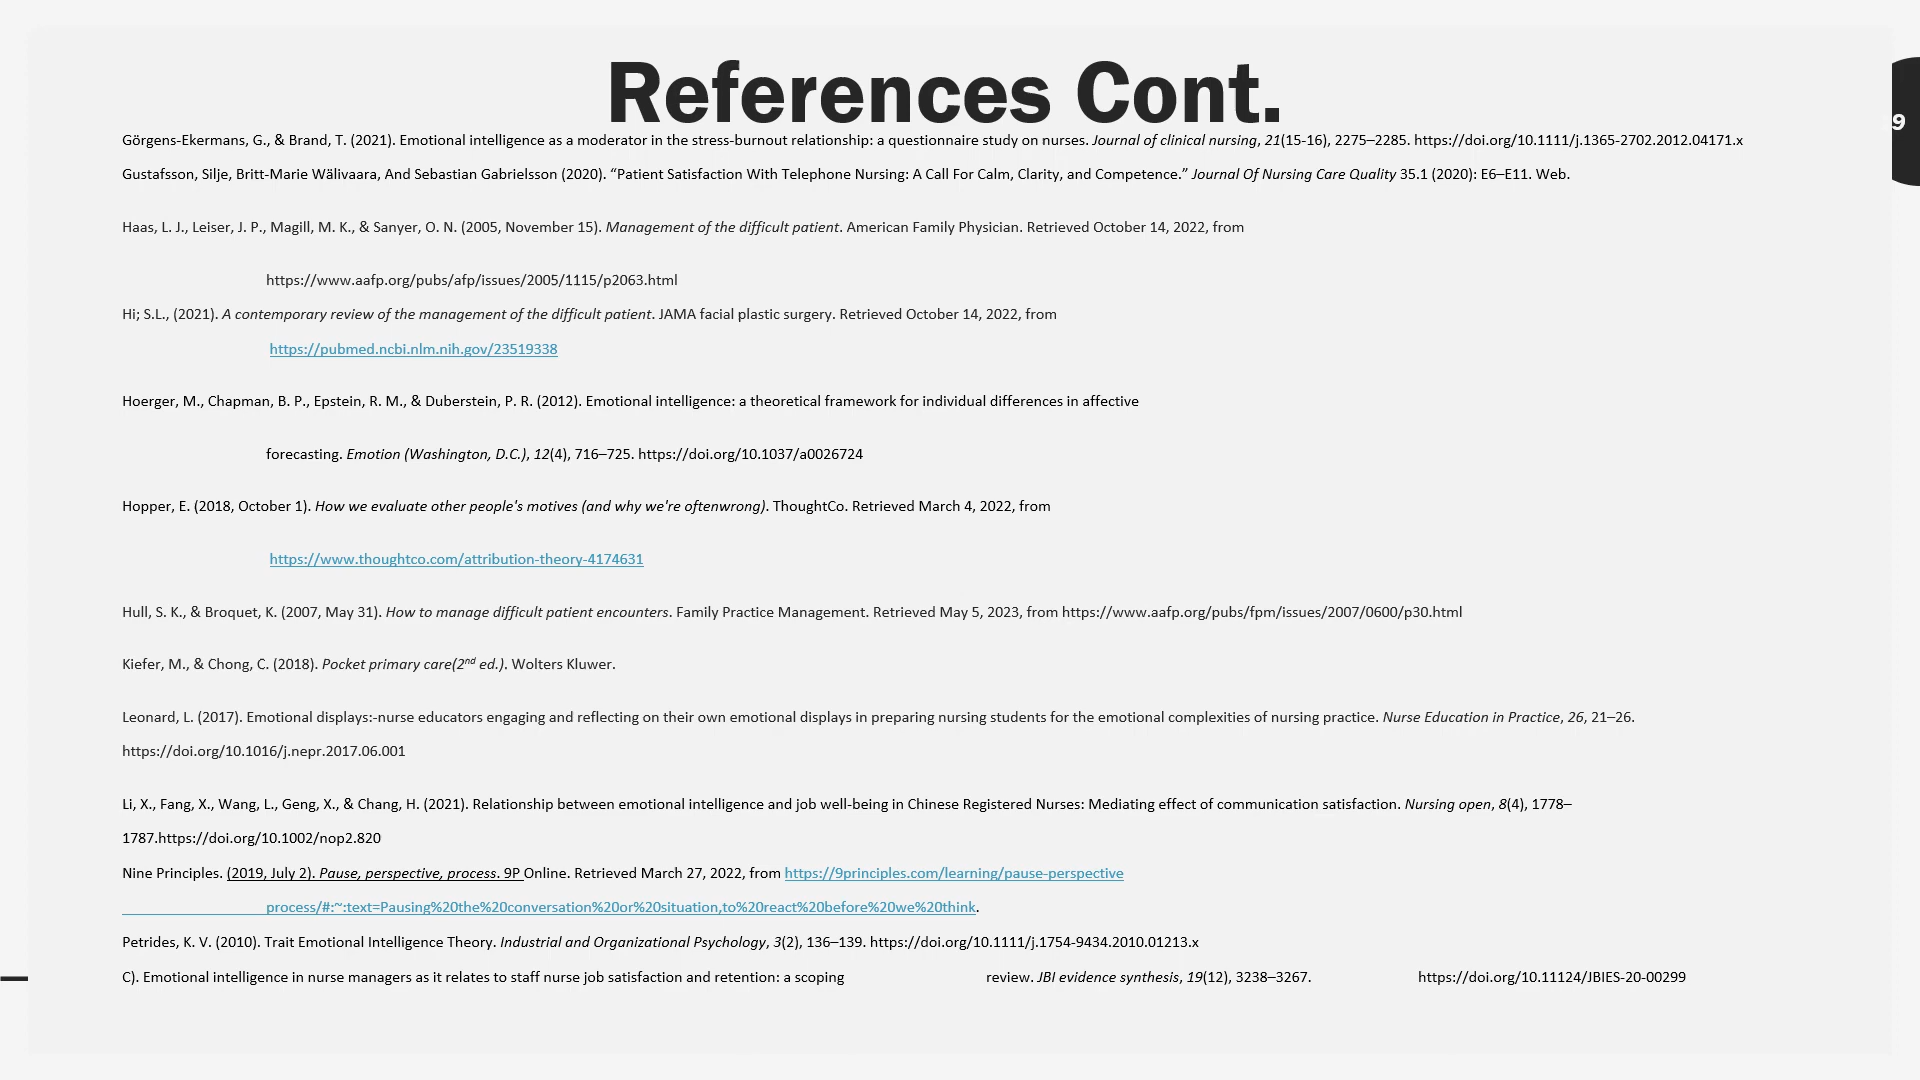 References Cont.
9
Görgens-Ekermans, G., & Brand, T. (2021). Emotional intelligence as a moderator in the stress-burnout relationship: a questionnaire study on nurses. Journal of clinical nursing, 21(15-16), 2275–2285. https://doi.org/10.1111/j.1365-2702.2012.04171.x
Gustafsson, Silje, Britt-Marie Wälivaara, And Sebastian Gabrielsson (2020). “Patient Satisfaction With Telephone Nursing: A Call For Calm, Clarity, and Competence.” Journal Of Nursing Care Quality 35.1 (2020): E6–E11. Web.
Haas, L. J., Leiser, J. P., Magill, M. K., & Sanyer, O. N. (2005, November 15). Management of the difficult patient. American Family Physician. Retrieved October 14, 2022, from
https://www.aafp.org/pubs/afp/issues/2005/1115/p2063.html
Hi; S.L., (2021). A contemporary review of the management of the difficult patient. JAMA facial plastic surgery. Retrieved October 14, 2022, from
https://pubmed.ncbi.nlm.nih.gov/23519338
Hoerger, M., Chapman, B. P., Epstein, R. M., & Duberstein, P. R. (2012). Emotional intelligence: a theoretical framework for individual differences in affective
forecasting. Emotion (Washington, D.C.), 12(4), 716–725. https://doi.org/10.1037/a0026724
Hopper, E. (2018, October 1). How we evaluate other people's motives (and why we're oftenwrong). ThoughtCo. Retrieved March 4, 2022, from
https://www.thoughtco.com/attribution-theory-4174631
Hull, S. K., & Broquet, K. (2007, May 31). How to manage difficult patient encounters. Family Practice Management. Retrieved May 5, 2023, from https://www.aafp.org/pubs/fpm/issues/2007/0600/p30.html
Kiefer, M., & Chong, C. (2018). Pocket primary care(2nd ed.). Wolters Kluwer.
Leonard, L. (2017). Emotional displays:-nurse educators engaging and reflecting on their own emotional displays in preparing nursing students for the emotional complexities of nursing practice. Nurse Education in Practice, 26, 21–26.
https://doi.org/10.1016/j.nepr.2017.06.001
Li, X., Fang, X., Wang, L., Geng, X., & Chang, H. (2021). Relationship between emotional intelligence and job well-being in Chinese Registered Nurses: Mediating effect of communication satisfaction. Nursing open, 8(4), 1778–
1787.https://doi.org/10.1002/nop2.820
Nine Principles. (2019, July 2). Pause, perspective, process. 9P Online. Retrieved March 27, 2022, from https://9principles.com/learning/pause-perspective
process/#:~:text=Pausing%20the%20conversation%20or%20situation,to%20react%20before%20we%20think.
Petrides, K. V. (2010). Trait Emotional Intelligence Theory. Industrial and Organizational Psychology, 3(2), 136–139. https://doi.org/10.1111/j.1754-9434.2010.01213.x
C). Emotional intelligence in nurse managers as it relates to staff nurse job satisfaction and retention: a scoping review. JBI evidence synthesis, 19(12), 3238–3267. https://doi.org/10.11124/JBIES-20-00299